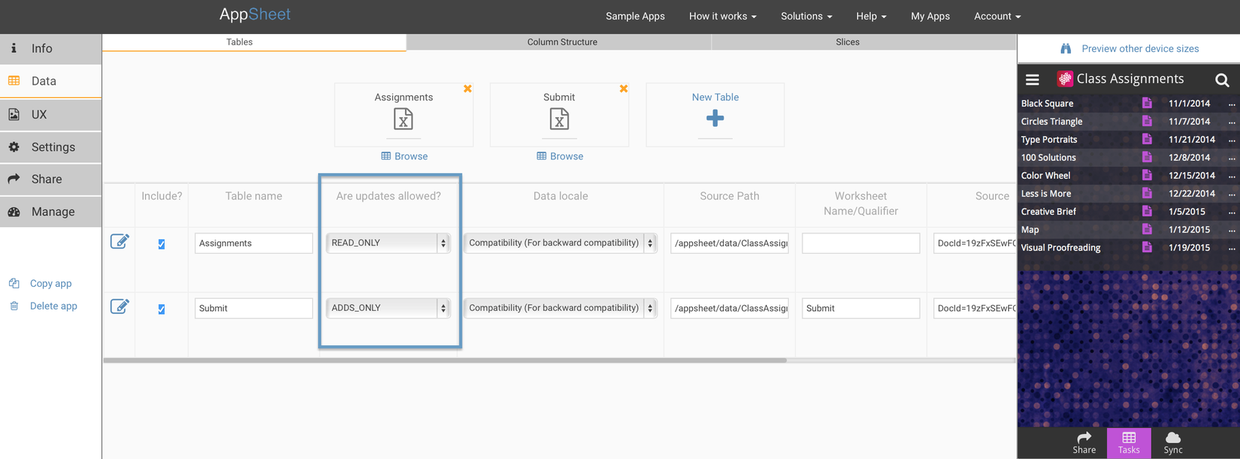 AppSheet
Sample Apps How it works Solutions Help My Apps Account
Info
Data
UX
Settings
Share
Manage
Copy app
Delete app
Tables Column Structure Slices
Assignments
Browse
Submit
Browse
New Table
Include? Table name Are updates allowed? Data locale Source Path Worksheet Name/Qualifier Source
Assignments READ_ONLY Compatibility (For backward compatibility) /appsheet/data/ClassAssig
Submit ADDS_ONLY Compatibility (For backward compatibility) /appsheet/data/ClassAssig Submit
Preview other device sizes
Class Assignments
Black Square 11/1/2014 ...
Circles Triangle 11/7/2014 ...
Type Portraits 11/21/2014 ...
100 Solutions 12/8/2014 ...
Color Wheel 12/15/2014 ...
Less is More 12/22/2014 ...
Creative Brief 1/5/2015 ...
Map 1/12/2015 ...
Visual Proofreading 1/19/2015 ...
Share Tasks Sync